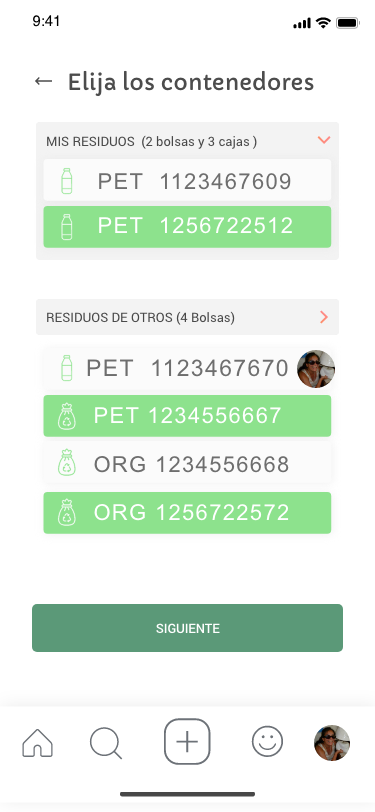 9:41
Elija los contenedores
MIS RESIDUOS (2 bolsas y 3 cajas )
PET 1123467609
PET 1256722512
RESIDUOS DE OTROS (4 Bolsas)
PET 1123467670
PET 1234556667
ORG 1234556668
ORG 1256722572
SIGUIENTE